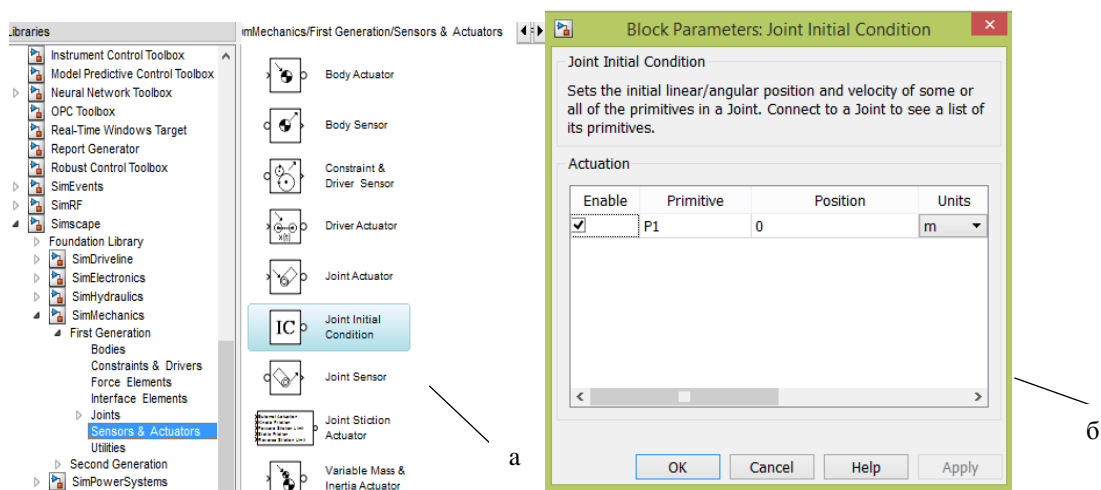 Libraries
Instrument Control Toolbox
Model Predictive Control Toolbox
Neural Network Toolbox
OPC Toolbox
Real-Time Windows Target
Report Generator
Robust Control Toolbox
SimEvents
SimRF
Simscape
Foundation Library
SimDriveline
SimElectronics
SimHydraulics
SimMechanics
First Generation
Bodies
Constraints & Drivers
Force Elements
Interface Elements
Joints
Sensors & Actuators
Utilities
Second Generation
SimPowerSystems
imMechanics/First Generation/Sensors & Actuators
Body Actuator
Body Sensor
Constraint &
Driver Sensor
Driver Actuator
Joint Actuator
IC
Joint Initial
Condition
Joint Sensor
Joint Stiction
Actuator
Variable Mass &
Inertia Actuator
а
Block Parameters: Joint Initial Condition
Joint Initial Condition
Sets the initial linear/angular position and velocity of some or
all of the primitives in a Joint. Connect to a Joint to see a list of
its primitives.
Actuation
Enable Primitive Position Units
P1 0 m
OK Cancel Help Apply
б